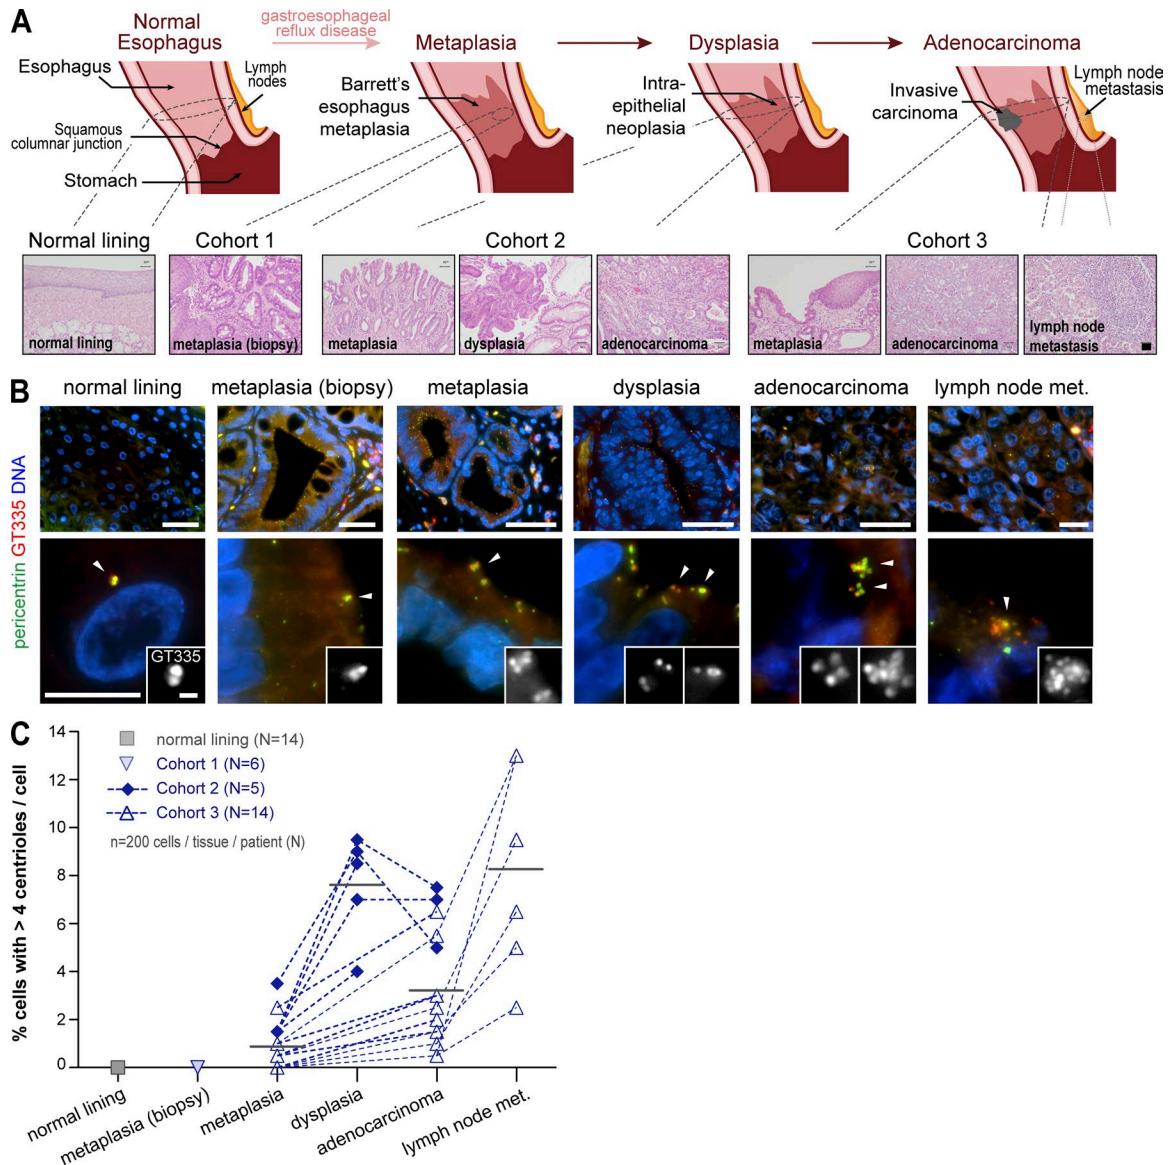 A
Normal
Esophagus
gastroesophageal
reflux disease
Metaplasia
Dysplasia
Adenocarcinoma
Esophagus
Lymph
nodes
Squamous
columnar junction
Stomach
Barrett's
esophagus
metaplasia
Intra-
epithelial
neoplasia
Invasive
carcinoma
Lymph node
metastasis
Normal lining
Cohort 1
Cohort 2
Cohort 3
normal lining
metaplasia (biopsy)
metaplasia
dysplasia
adenocarcinoma
metaplasia
adenocarcinoma
lymph node
metastasis
B
normal lining
metaplasia (biopsy)
metaplasia
dysplasia
adenocarcinoma
lymph node met.
pericentrin GT335 DNA
GT335
C
% cells with > 4 centrioles / cell
14
12
10
8
6
4
2
0
normal lining (N=14)
Cohort 1 (N=6)
Cohort 2 (N=5)
Cohort 3 (N=14)
n=200 cells / tissue / patient (N)
normal lining
metaplasia (biopsy)
metaplasia
dysplasia
adenocarcinoma
lymph node met.